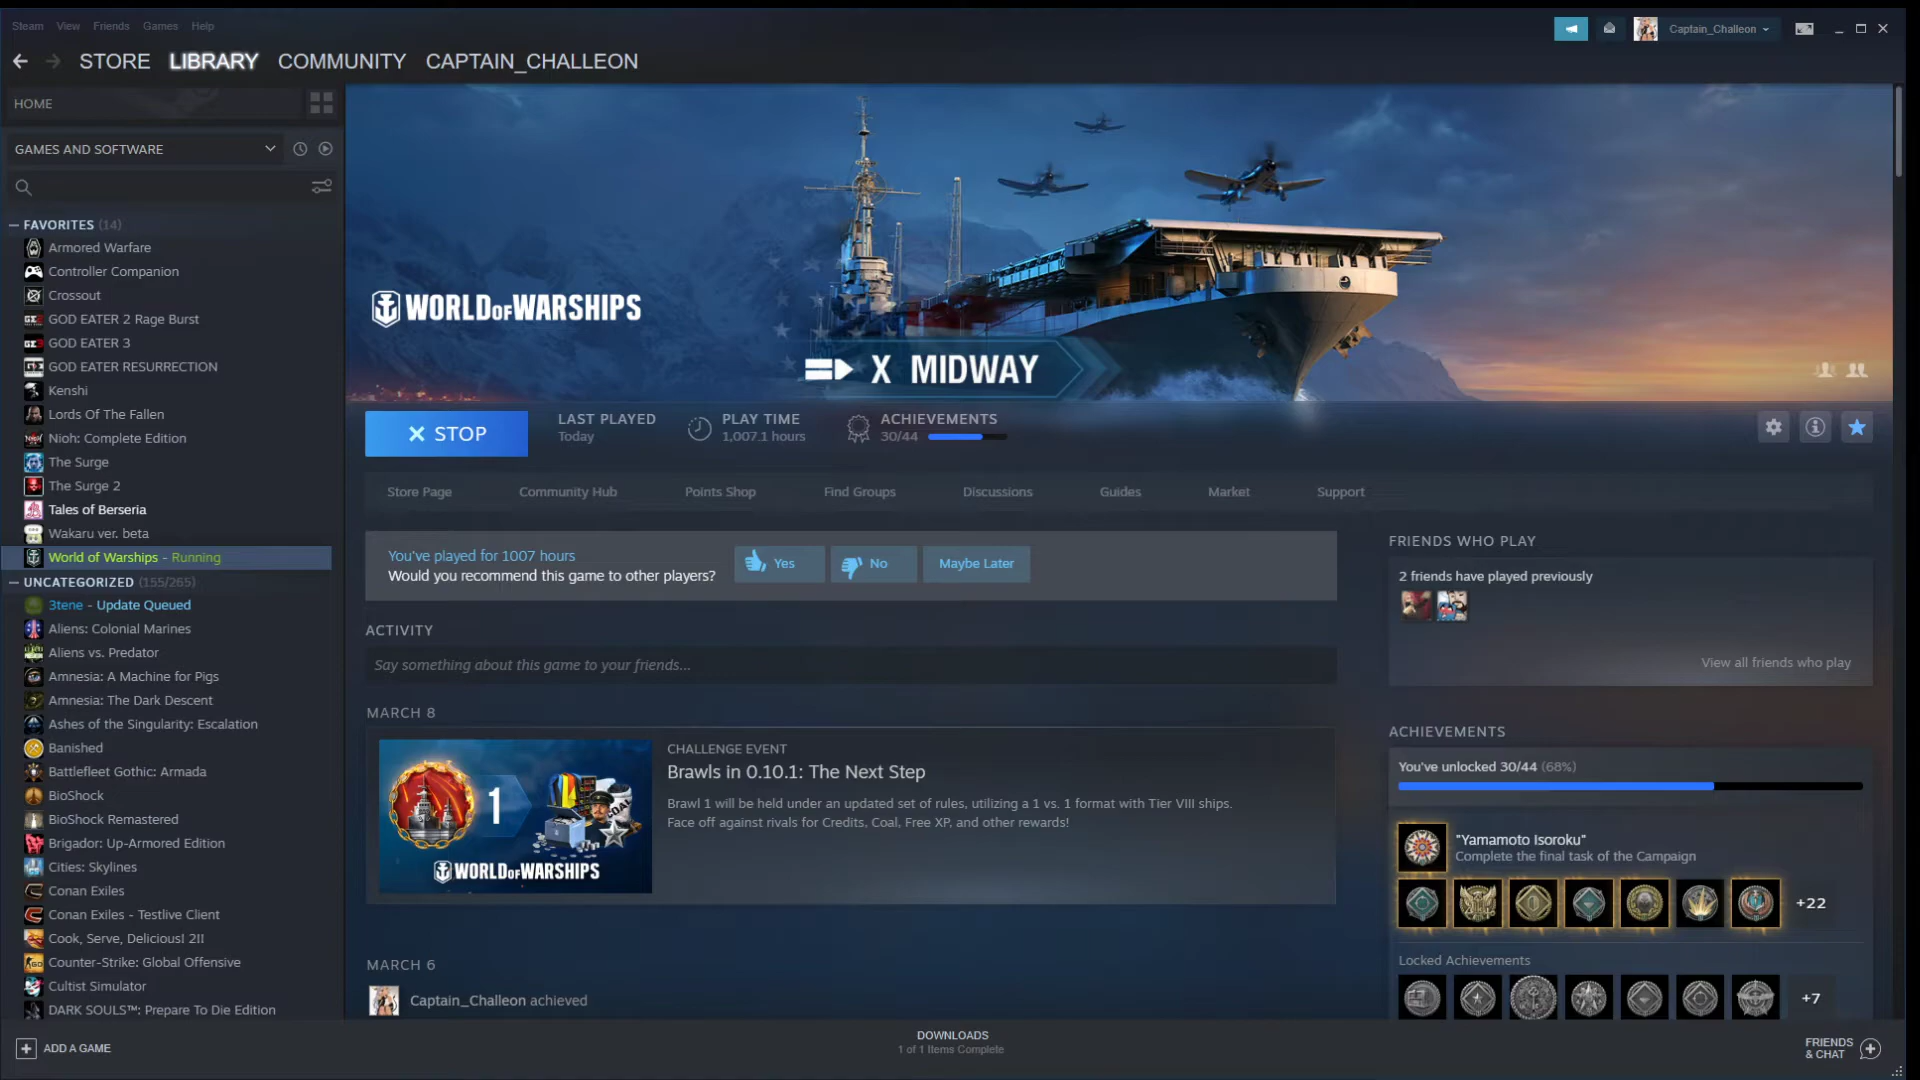 Steam View Friends Games Help
Captain_Challeon
STORE LIBRARY COMMUNITY CAPTAIN_CHALLEON
HOME
GAMES AND SOFTWARE
FAVORITES (14)
Armored Warfare
Controller Companion
Crossout
GOD EATER 2 Rage Burst
GOD EATER 3
GOD EATER RESURRECTION
Kenshi
Lords Of The Fallen
Nioh: Complete Edition
The Surge
The Surge 2
Tales of Berseria
Wakaru ver. beta
World of Warships - Running
UNCATEGORIZED (155/265)
3tene - Update Queued
Aliens: Colonial Marines
Aliens vs. Predator
Amnesia: A Machine for Pigs
Amnesia: The Dark Descent
Ashes of the Singularity: Escalation
Banished
Battlefleet Gothic: Armada
BioShock
BioShock Remastered
Brigador: Up-Armored Edition
Cities: Skylines
Conan Exiles
Conan Exiles - Testlive Client
Cook, Serve, Delicious! 2!!
Counter-Strike: Global Offensive
Cultist Simulator
DARK SOULS™: Prepare To Die Edition
ADD A GAME
WORLD OF WARSHIPS
X MIDWAY
STOP
LAST PLAYED
Today
PLAY TIME
1,007.1 hours
ACHIEVEMENTS
30/44
Store Page Community Hub Points Shop Find Groups Discussions Guides Market Support
You've played for 1007 hours
Would you recommend this game to other players?
Yes No Maybe Later
ACTIVITY
Say something about this game to your friends...
MARCH 8
1
COAL
WORLD OF WARSHIPS
CHALLENGE EVENT
Brawls in 0.10.1: The Next Step
Brawl 1 will be held under an updated set of rules, utilizing a 1 vs. 1 format with Tier VIII ships.
Face off against rivals for Credits, Coal, Free XP, and other rewards!
MARCH 6
Captain_Challeon achieved
FRIENDS WHO PLAY
2 friends have played previously
View all friends who play
ACHIEVEMENTS
You've unlocked 30/44 (68%)
"Yamamoto Isoroku"
Complete the final task of the Campaign
+22
Locked Achievements
+7
DOWNLOADS
1 of 1 Items Complete
FRIENDS
& CHAT